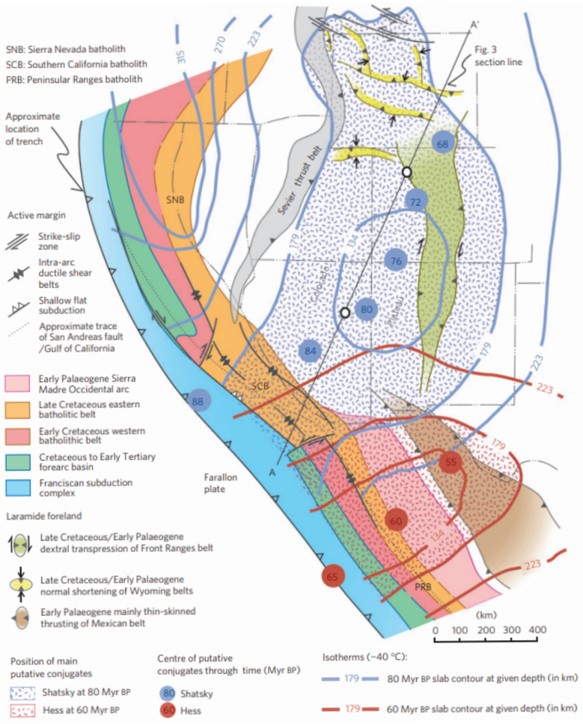 315
270
223
179
A'
SNB: Sierra Nevada batholith
SCB: Southern California batholith
PRB: Peninsular Ranges batholith
Fig. 3
section line
Approximate
location
of trench
Sevier thrust belt
68
72
SNB
179
76
80
84
179
223
223
Active margin
Strike-slip
zone
Intra-arc
ductile shear
belts
Shallow flat
subduction
Approximate trace
of San Andreas fault
/Gulf of California
SCB
88
Early Palaeogene Sierra
Madre Occidental arc
Late Cretaceous eastern
batholitic belt
Early Cretaceous western
batholithic belt
Cretaceous to Early Tertiary
forearc basin
Franciscan subduction
complex
A
Farallon
plate
179
55
60
134
65
223
PRB
Laramide foreland
Late Cretaceous/Early Palaeogene
dextral transpression of Front Ranges belt
Late Cretaceous/Early Palaeogene
normal shortening of Wyoming belts
Early Palaeogene mainly thin-skinned
thrusting of Mexican belt
(km)
0 100 200 300 400
Position of main
putative conjugates
Shatsky at 80 Myr BP
Hess at 60 Myr BP
Centre of putative
conjugates through time (Myr BP)
80 Shatsky
60 Hess
Isotherms (~40 °C):
179 80 Myr BP slab contour at given depth (in km)
179 60 Myr BP slab contour at given depth (in km)